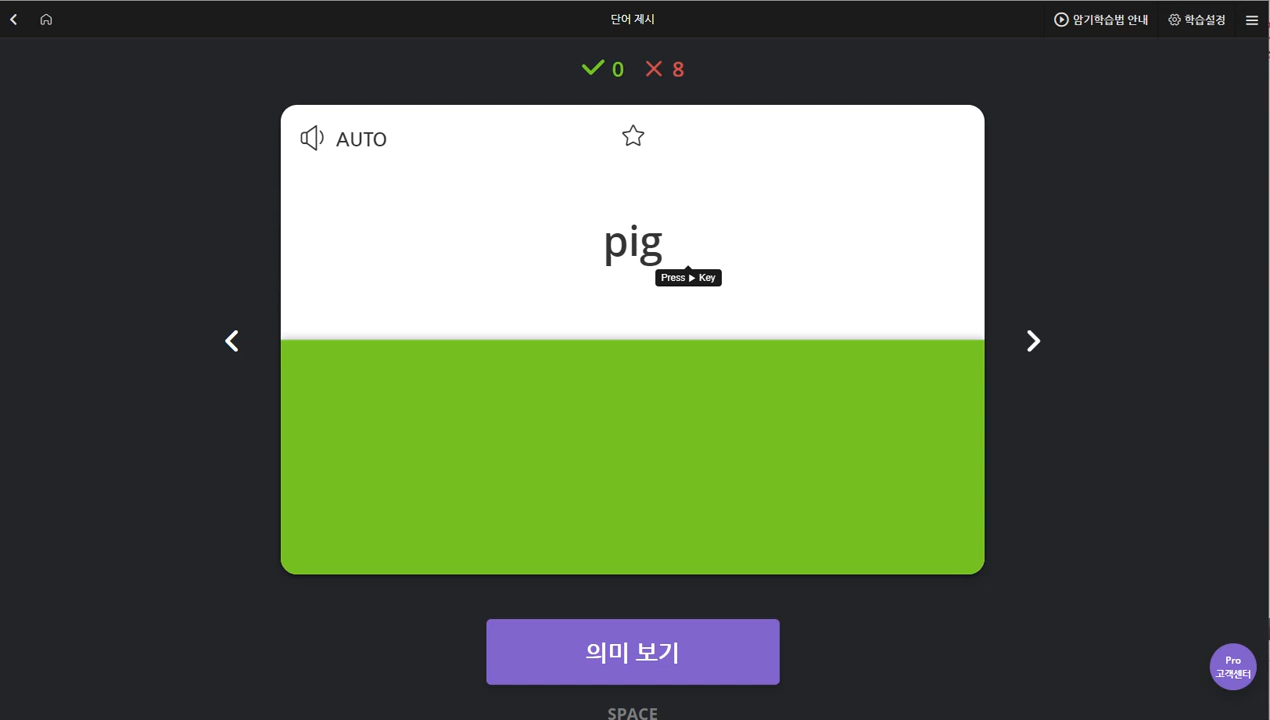 단어 제시
암기학습법 안내
학습설정
0
8
AUTO
pig
Press ▶ Key
의미 보기
SPACE
Pro
고객센터